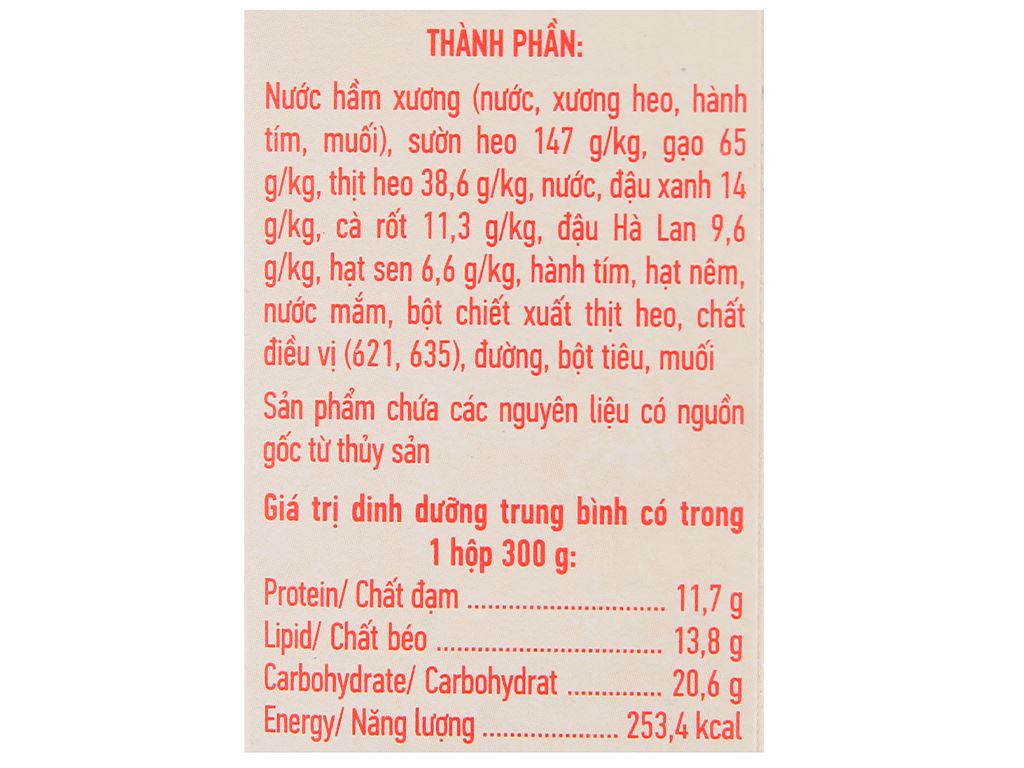 THÀNH PHẦN:
Nước hầm xương (nước, xương heo, hành
tím, muối), sườn heo 147 g/kg, gạo 65
g/kg, thịt heo 38,6 g/kg, nước, đậu xanh 14
g/kg, cà rốt 11,3 g/kg, đậu Hà Lan 9,6
g/kg, hạt sen 6,6 g/kg, hành tím, hạt nêm,
nước mắm, bột chiết xuất thịt heo, chất
điều vị (621, 635), đường, bột tiêu, muối
Sản phẩm chứa các nguyên liệu có nguồn
gốc từ thủy sản
Giá trị dinh dưỡng trung bình có trong
1 hộp 300 g:
Protein/ Chất đạm ............................ 11,7 g
Lipid/ Chất béo ................................ 13,8 g
Carbohydrate/ Carbohydrat ............. 20,6 g
Energy/ Năng lượng ................... 253,4 kcal